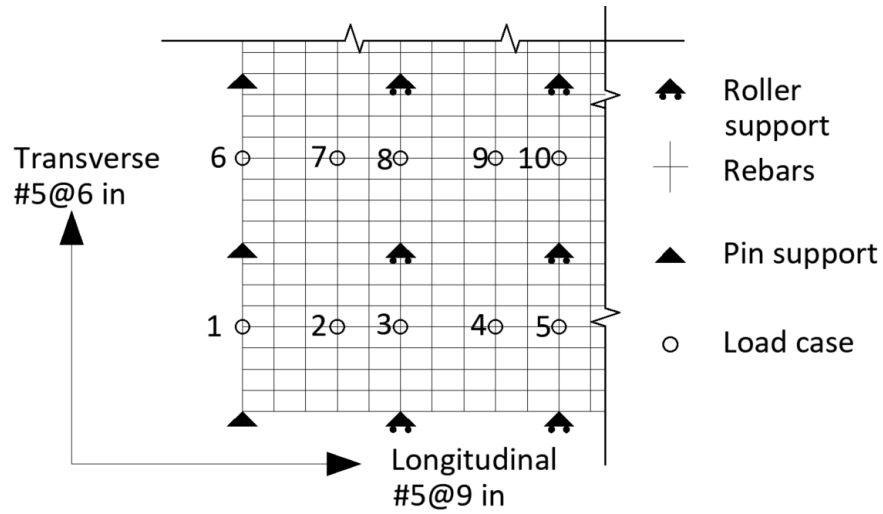 Roller
support
6 7 8 9 10
Transverse
#5@6 in
Rebars
Pin support
1 2 3 4 5
Load case
Longitudinal
#5@9 in